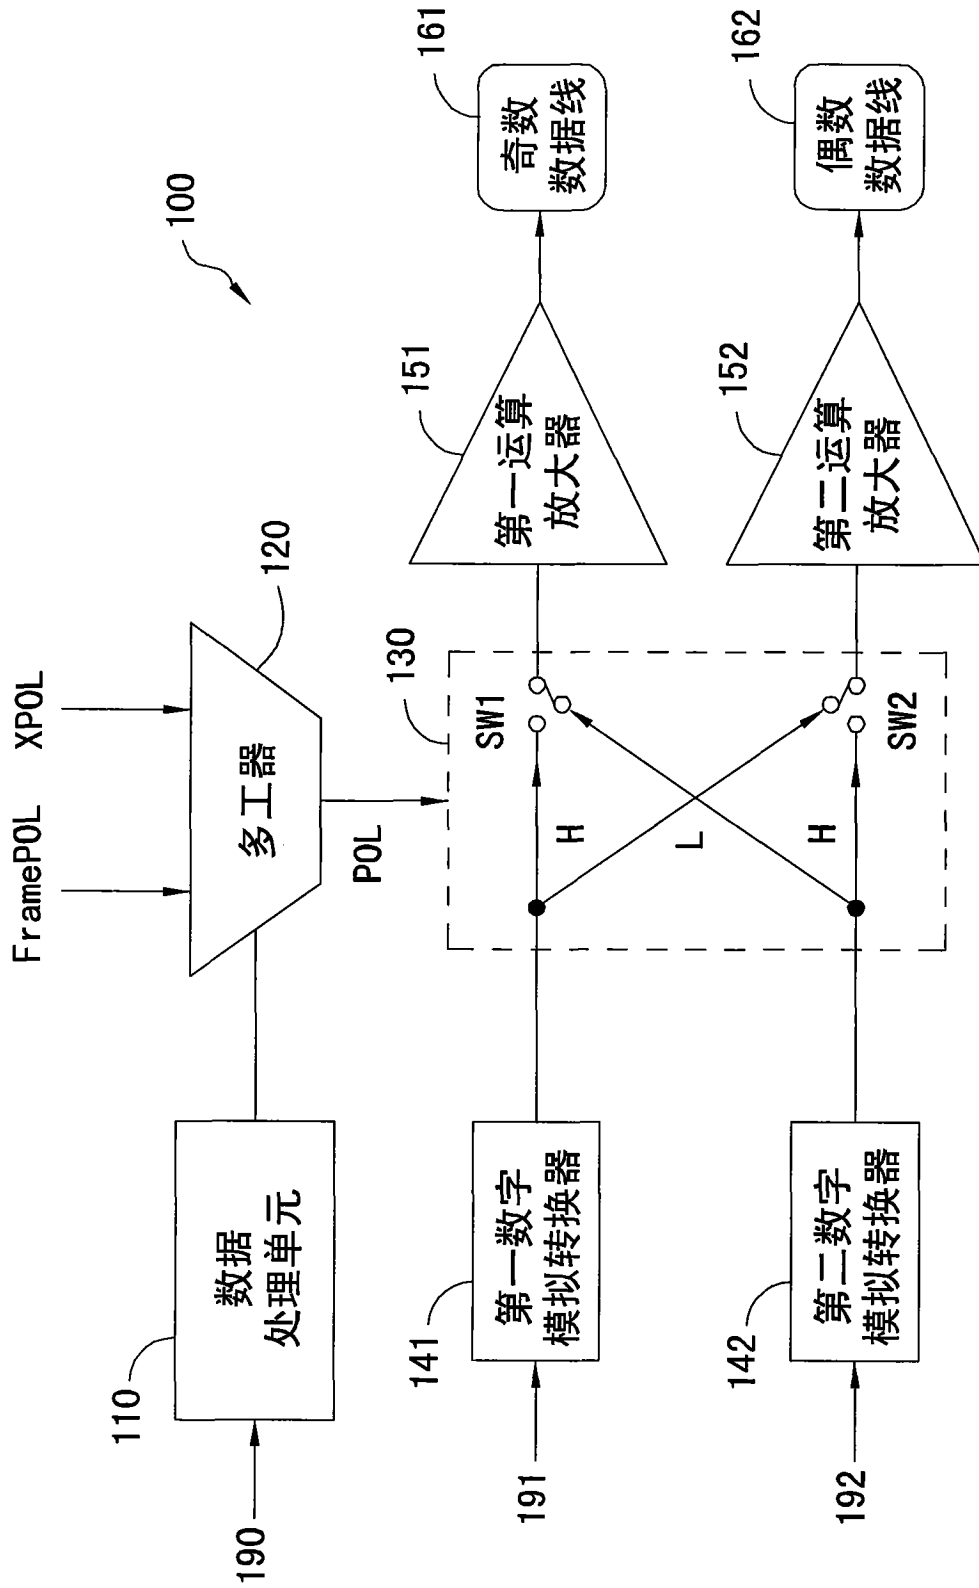 100
FramePOL
XPOL
190
110
数据
处理单元
多工器
120
POL
130
191
141
第一数字
模拟转换器
H
SW1
151
第一运算
放大器
161
奇数
数据线
L
192
142
第二数字
模拟转换器
H
SW2
152
第二运算
放大器
162
偶数
数据线